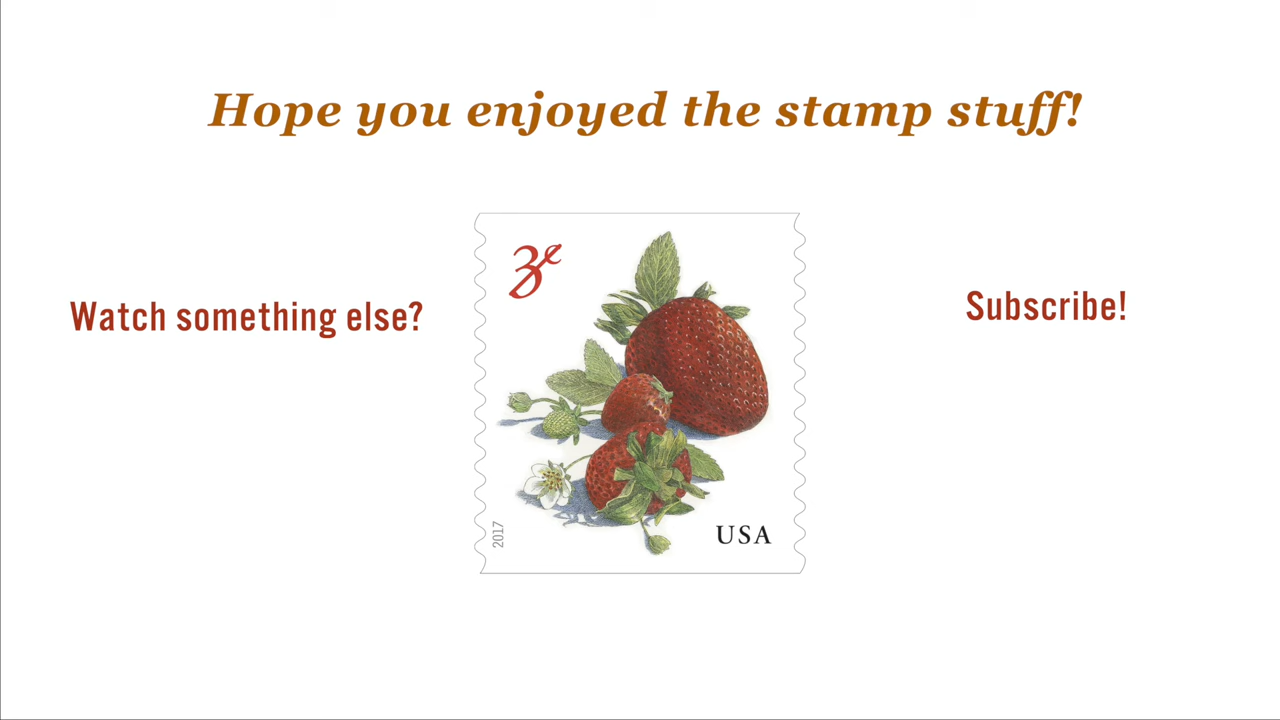 Hope you enjoyed the stamp stuff!
3¢
Watch something else?
Subscribe!
2017
USA